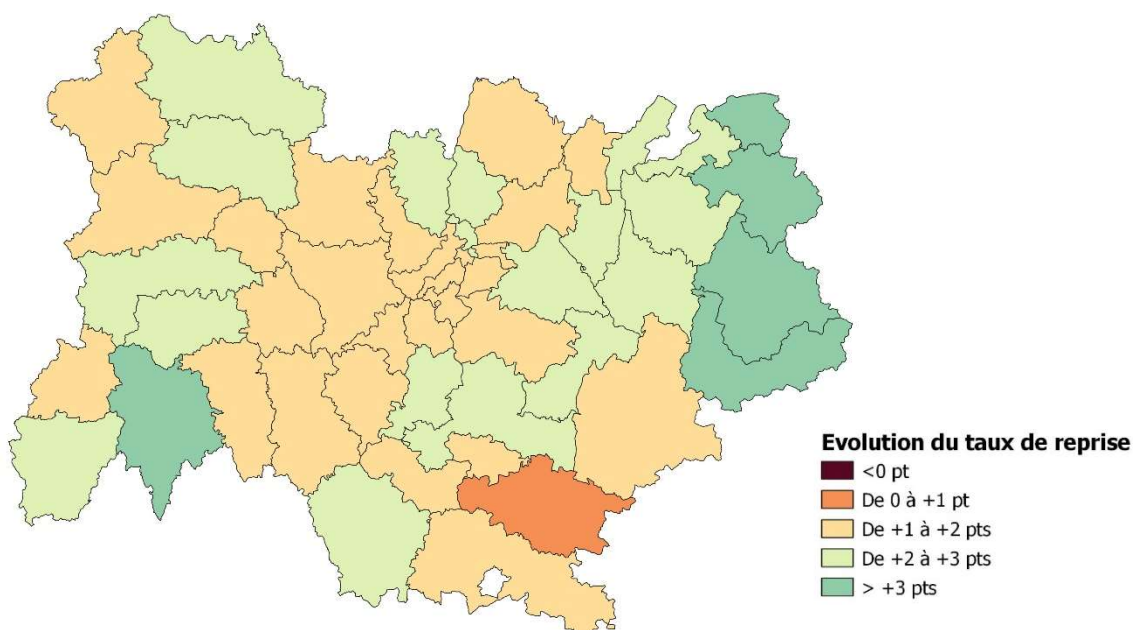 Evolution du taux de reprise
<0 pt
De 0 à +1 pt
De +1 à +2 pts
De +2 à +3 pts
> +3 pts